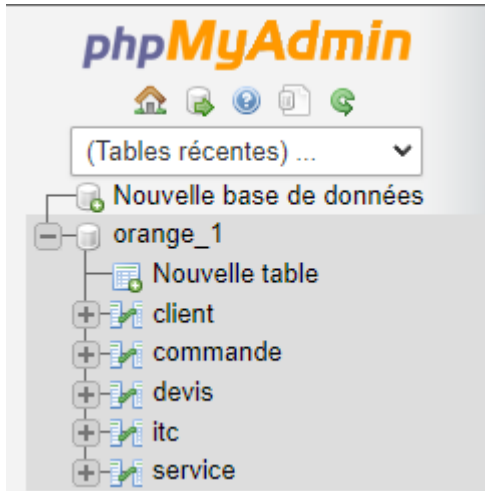 phpMyAdmin
(Tables récentes) ...
Nouvelle base de données
orange_1
Nouvelle table
client
commande
devis
itc
service